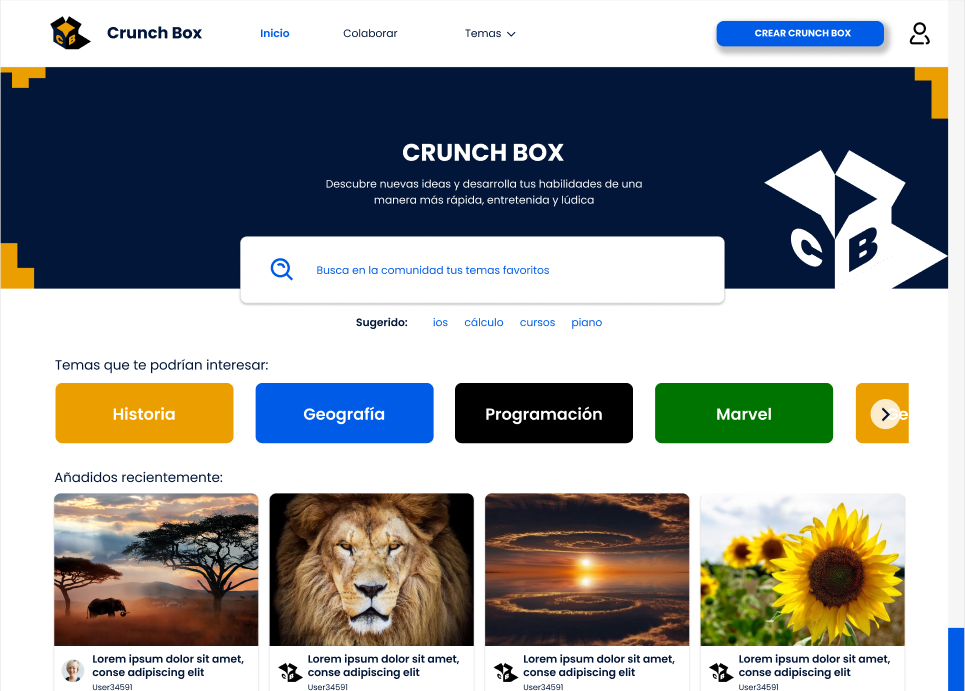 C B
Crunch Box
Inicio
Colaborar
Temas
CREAR CRUNCH BOX
CRUNCH BOX
Descubre nuevas ideas y desarrolla tus habilidades de una
manera más rápida, entretenida y lúdica
C B
Busca en la comunidad tus temas favoritos
Sugerido: ios cálculo cursos piano
Temas que te podrían interesar:
Historia
Geografía
Programación
Marvel
Añadidos recientemente:
Lorem ipsum dolor sit amet,
conse adipiscing elit
User34591
Lorem ipsum dolor sit amet,
conse adipiscing elit
User34591
Lorem ipsum dolor sit amet,
conse adipiscing elit
User34591
Lorem ipsum dolor sit amet,
conse adipiscing elit
User34591